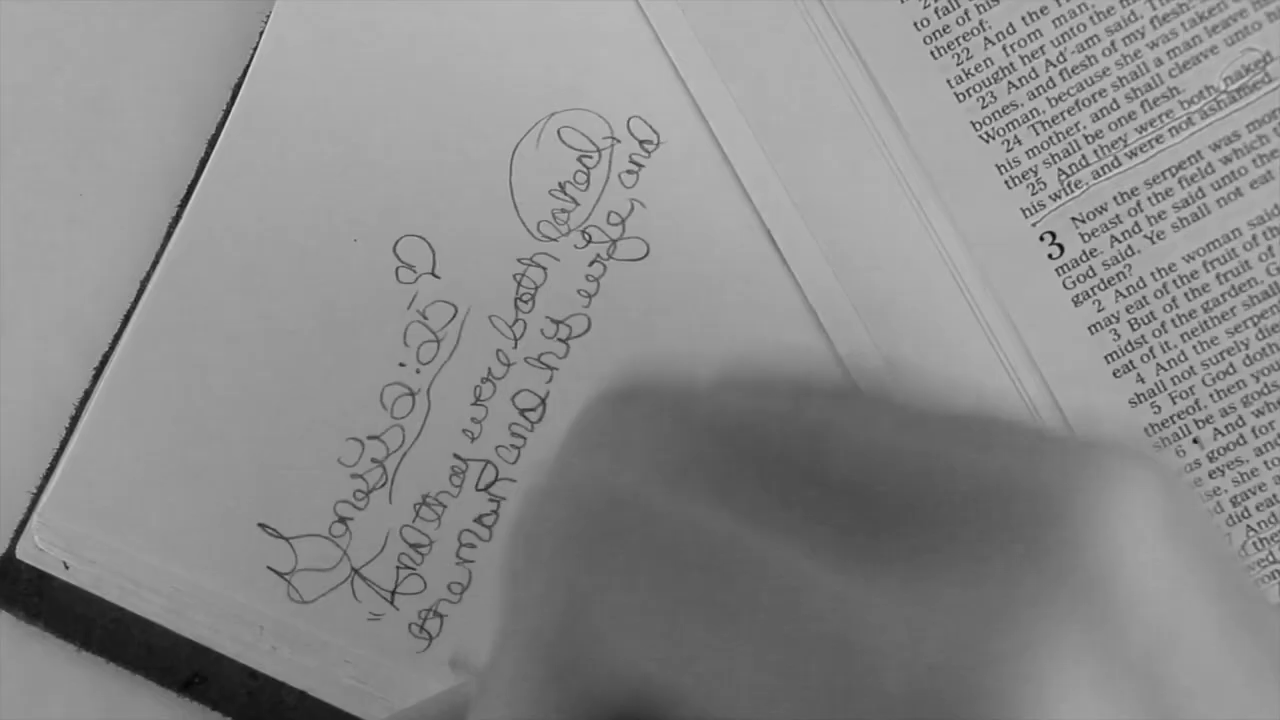 Genesis 2:25
"And they were both naked,
the man and his wife, and
to fall
one of his
thereof;
22 And the
taken from man,
brought her unto the
23 And Ad'-am said,
bones, and flesh of my flesh:
Woman, because she was taken
24 Therefore shall a man leave
his mother, and shall cleave unto
they shall be one flesh.
25 And they were both naked
his wife, and were not ashamed
3 Now the serpent was
beast of the field which
made. And he said unto the
God said, Ye shall not eat
garden?
2 And the woman said
may eat of the fruit of the
3 But of the fruit of
midst of the garden,
eat of it, neither shall
4 And the serpent
shall not surely die
5 For God doth
thereof, then
shall be as gods
6 ¶ And
as god for
eyes, and
she to
gave
did eat
And